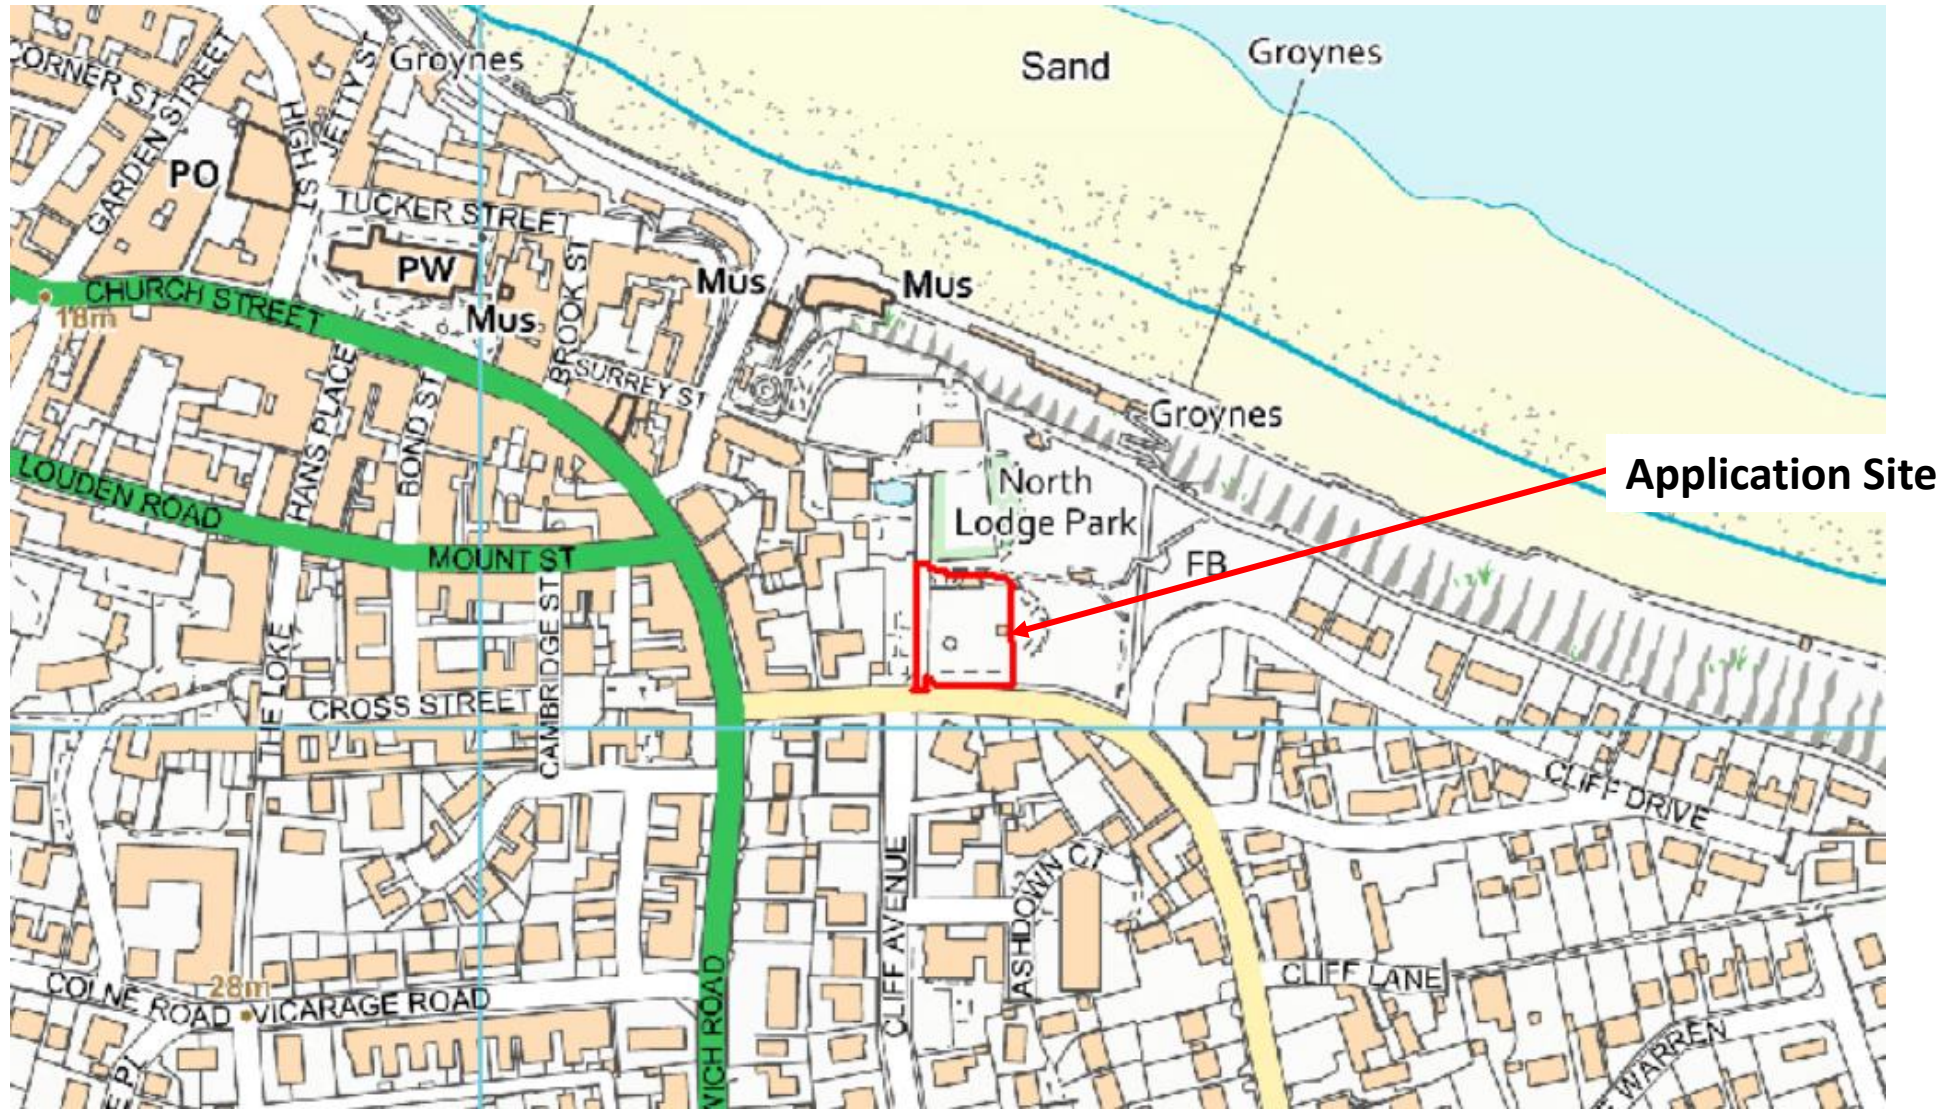 Groynes
Sand
Groynes
CORNER ST
GARDEN STREET
HIGH ST
JETTY ST
PO
TUCKER STREET
PW
Mus
BROOK ST
Mus
Mus
CHURCH STREET
18m
SURREY ST
HANS PLACE
BOND ST
Groynes
LOUDEN ROAD
MOUNT ST
North
Lodge Park
Application Site
FB
THE LOKE
CROSS STREET
CAMBRIDGE ST
CLIFF DRIVE
CLIFF AVENUE
ASHDOWN CT
CLIFF LANE
COLNE ROAD
28m
VICARAGE ROAD
WICH ROAD
WARREN